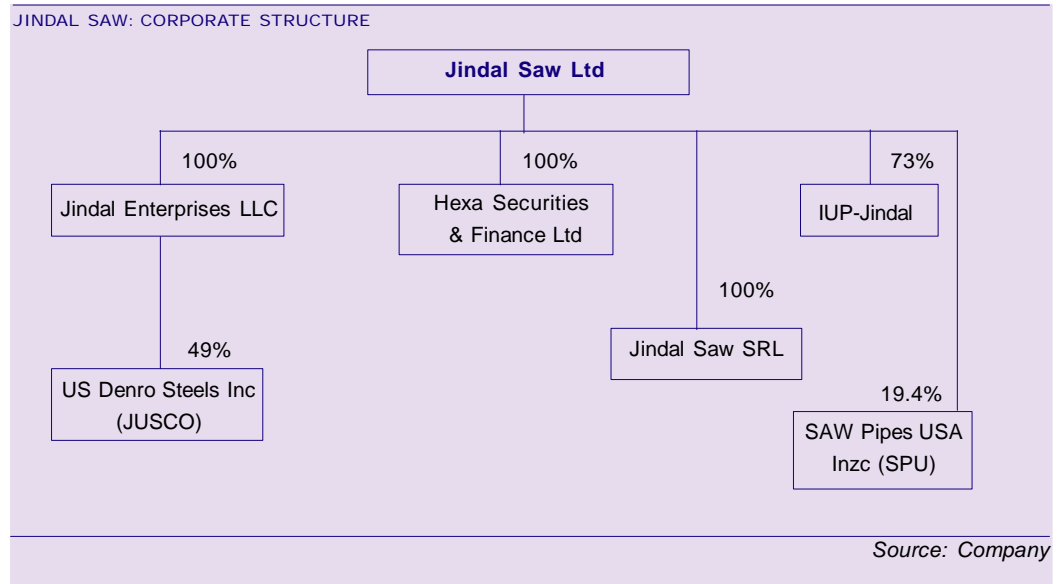 JINDAL SAW: CORPORATE STRUCTURE
Jindal Saw Ltd
100%
Jindal Enterprises LLC
100%
Hexa Securities
& Finance Ltd
73%
IUP-Jindal
100%
Jindal Saw SRL
49%
US Denro Steels Inc
(JUSCO)
19.4%
SAW Pipes USA
Inzc (SPU)
Source: Company